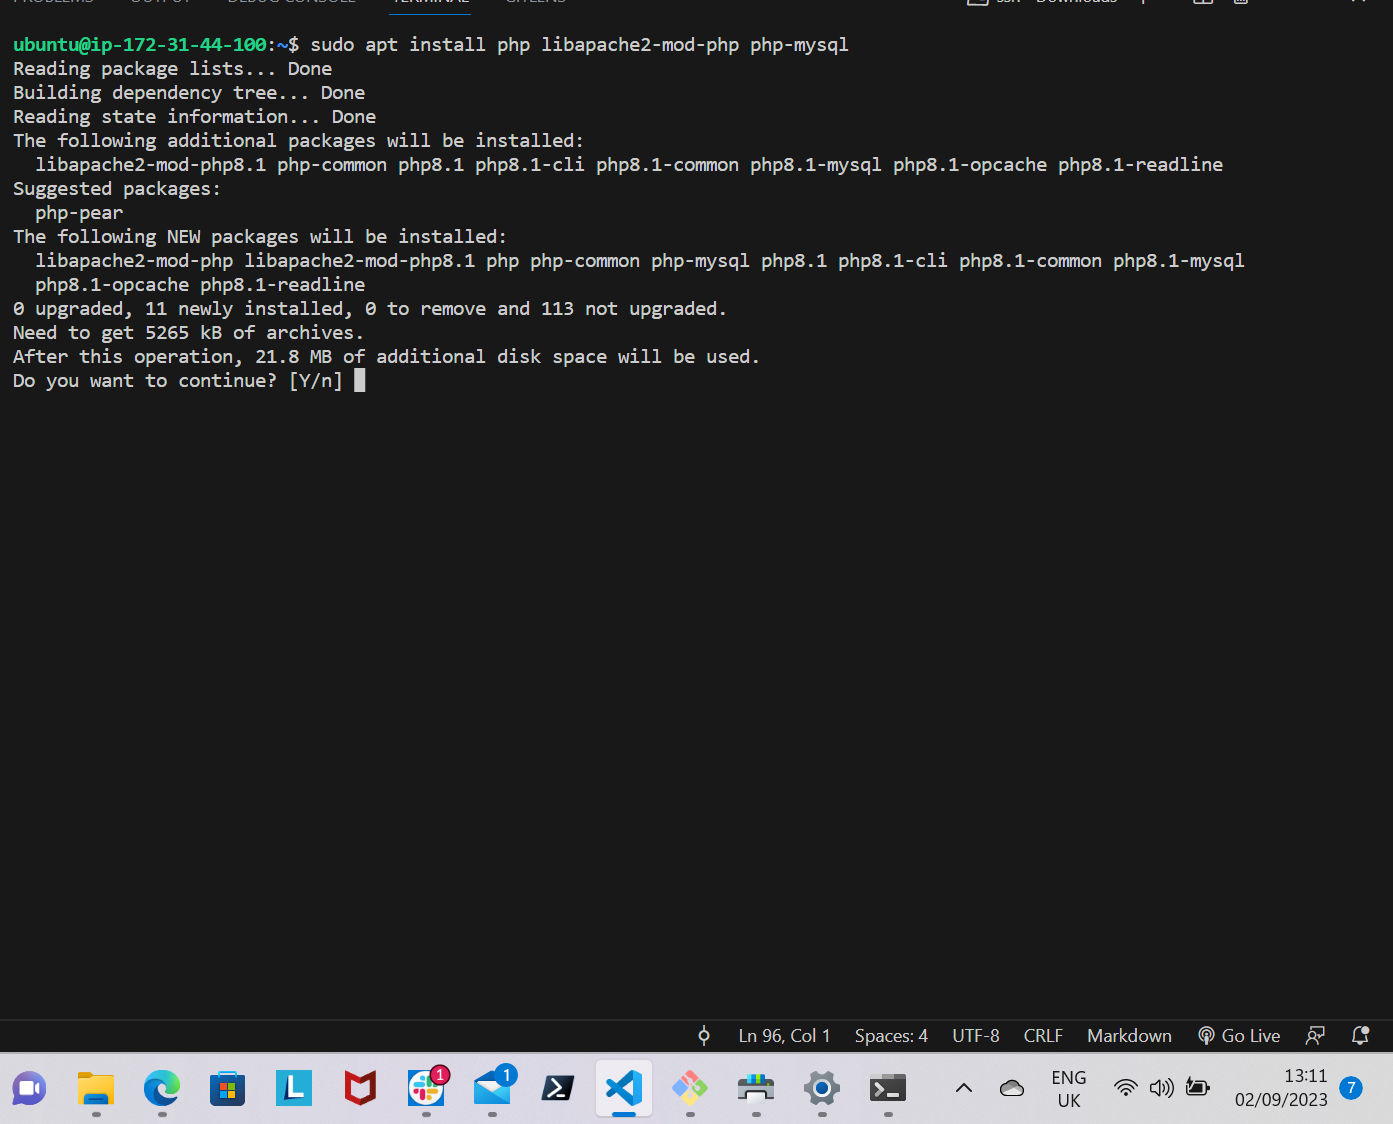 PROBLEMS OUTPUT DEBUG CONSOLE TERMINAL GITLENS ssh - Downloads
ubuntu@ip-172-31-44-100:~$ sudo apt install php libapache2-mod-php php-mysql
Reading package lists... Done
Building dependency tree... Done
Reading state information... Done
The following additional packages will be installed:
  libapache2-mod-php8.1 php-common php8.1 php8.1-cli php8.1-common php8.1-mysql php8.1-opcache php8.1-readline
Suggested packages:
  php-pear
The following NEW packages will be installed:
  libapache2-mod-php libapache2-mod-php8.1 php php-common php-mysql php8.1 php8.1-cli php8.1-common php8.1-mysql
  php8.1-opcache php8.1-readline
0 upgraded, 11 newly installed, 0 to remove and 113 not upgraded.
Need to get 5265 kB of archives.
After this operation, 21.8 MB of additional disk space will be used.
Do you want to continue? [Y/n]
Ln 96, Col 1 Spaces: 4 UTF-8 CRLF Markdown Go Live
L 1 1 ENG 13:11 7
UK 02/09/2023